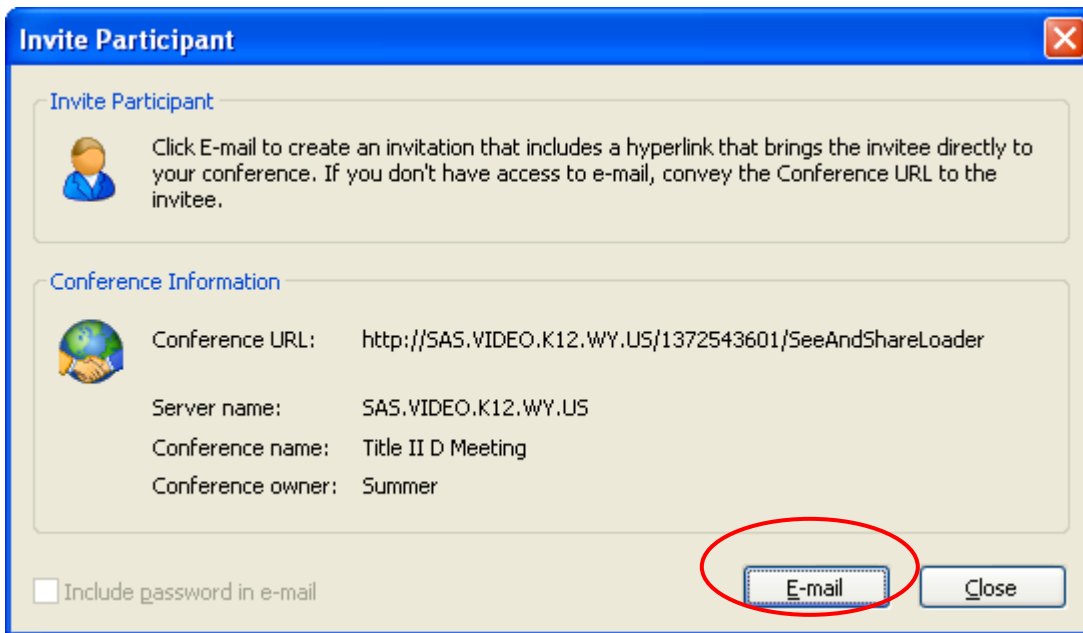 Invite Participant
Invite Participant
Click E-mail to create an invitation that includes a hyperlink that brings the invitee directly to
your conference. If you don't have access to e-mail, convey the Conference URL to the
invitee.
Conference Information
Conference URL: http://SAS.VIDEO.K12.WY.US/1372543601/SeeAndShareLoader
Server name: SAS.VIDEO.K12.WY.US
Conference name: Title II D Meeting
Conference owner: Summer
Include password in e-mail E-mail Close